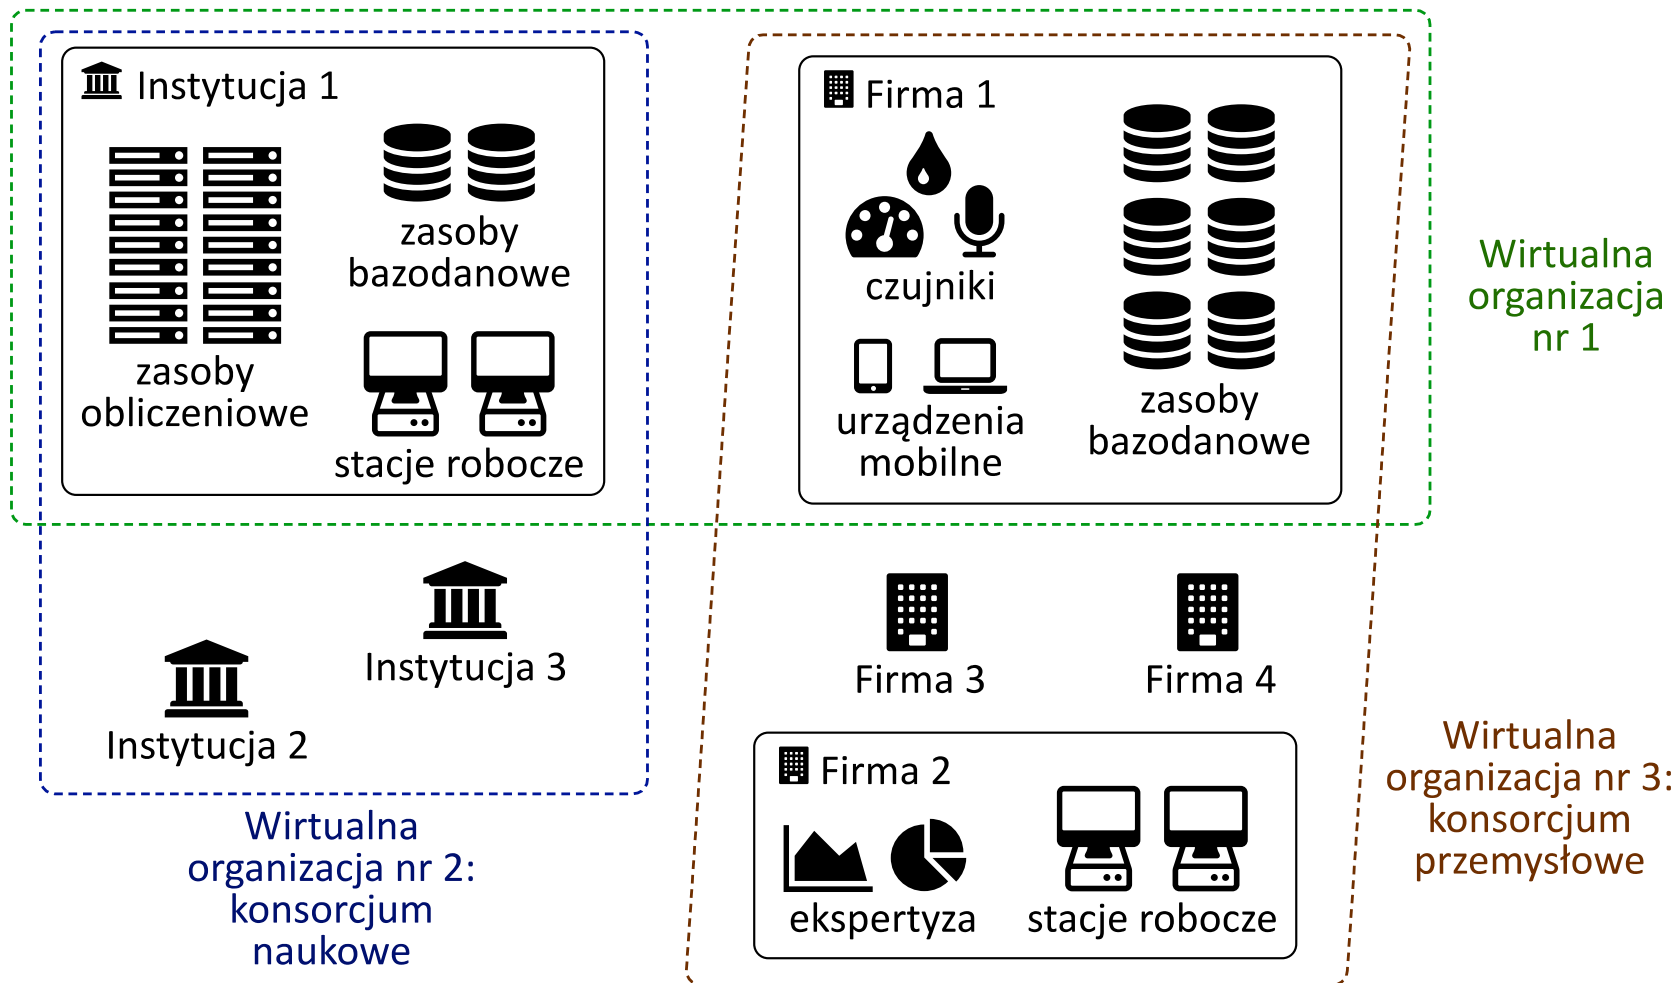 Instytucja 1
zasoby
obliczeniowe
zasoby
bazodanowe
stacje robocze
Firma 1
czujniki
urządzenia
mobilne
zasoby
bazodanowe
Wirtualna
organizacja
nr 1
Instytucja 2
Instytucja 3
Wirtualna
organizacja nr 2:
konsorcjum
naukowe
Firma 3
Firma 4
Firma 2
ekspertyza
stacje robocze
Wirtualna
organizacja nr 3:
konsorcjum
przemysłowe